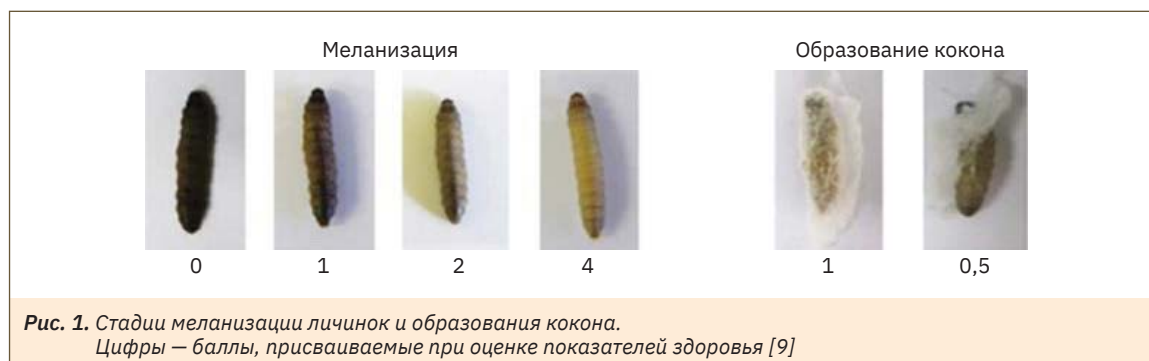 Меланизация
Образование кокона
0
1
2
4
1
0,5
Рис. 1. Стадии меланизации личинок и образования кокона.
Цифры — баллы, присваиваемые при оценке показателей здоровья [9]